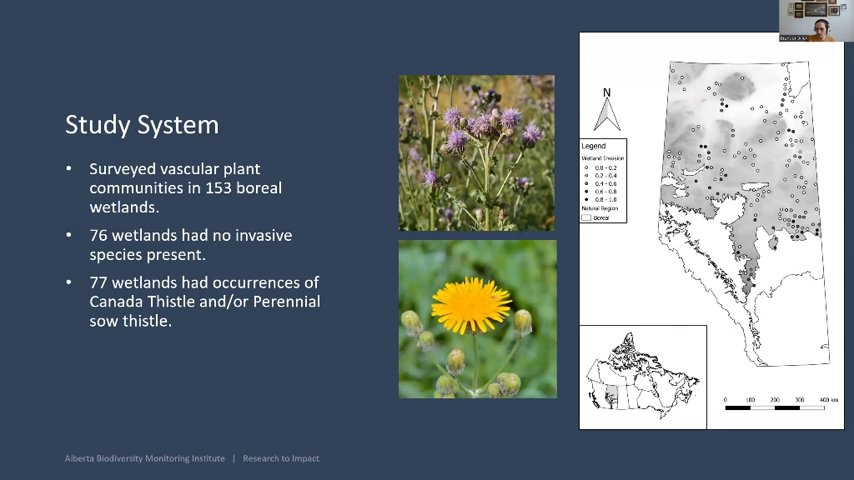 Study System
• Surveyed vascular plant
communities in 153 boreal
wetlands.
• 76 wetlands had no invasive
species present.
• 77 wetlands had occurrences of
Canada Thistle and/or Perennial
sow thistle.
N
Legend
Wetland Invasion
0.0 - 0.2
0.2 - 0.4
0.4 - 0.6
0.6 - 0.8
0.8 - 1.0
Natural Region
Boreal
0 100 200 300 400 km
Alberta Biodiversity Monitoring Institute | Research to Impact